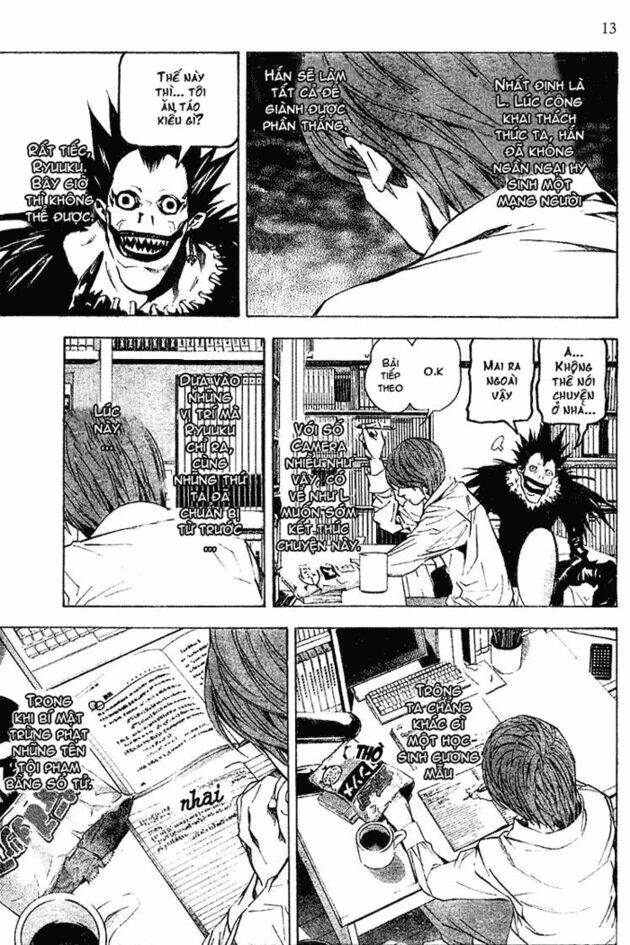 13
NHẤT ĐỊNH LÀ
L. LÚC CÔNG
KHAI THÁCH
THỨC TA, HẮN
ĐÃ KHÔNG
NGẦN NGẠI HY
SINH MỘT
MẠNG NGƯỜI
HẮN SẼ LÀM
TẤT CẢ ĐỂ
GIÀNH ĐƯỢC
PHẦN THẮNG.
THẾ NÀY
THÌ... TÔI
ĂN TÁO
KIỂU GÌ?
RẤT TIẾC,
RYUUKU.
BÂY GIỜ
THÌ KHÔNG
THỂ ĐƯỢC.
A...
KHÔNG
THỂ NÓI
CHUYỆN
Ở NHÀ...
MAI RA
NGOÀI
VẬY
O.K
BÀI
TIẾP
THEO
VỚI SỐ
CAMERA
NHIỀU NHƯ
VẬY, CÓ
VẺ NHƯ L
MUỐN SỚM
KẾT THÚC
CHUYỆN NÀY.
DỰA VÀO
NHỮNG
VỊ TRÍ MÀ
RYUUKU
CHỈ RA,
CÙNG
NHỮNG THỨ
TA ĐÃ
CHUẨN BỊ
TỪ TRƯỚC
...
LÚC
NÀY
...
TRÔNG
TA CHẲNG
KHÁC GÌ
MỘT HỌC
SINH GƯƠNG
MẪU
THỎ
TRONG
KHI BÍ MẬT
TRỪNG PHẠT
NHỮNG TÊN
TỘI PHẠM
BẰNG SỔ TỬ.
nhai